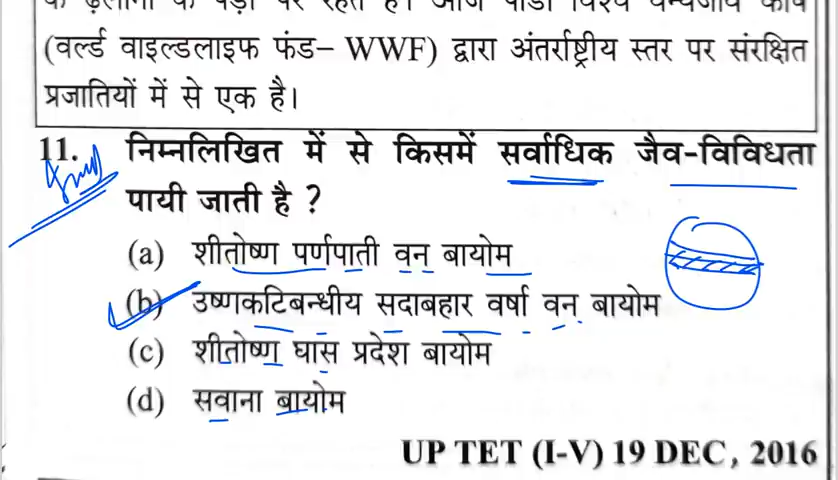 (वर्ल्ड वाइल्डलाइफ फंड– WWF) द्वारा अंतर्राष्ट्रीय स्तर पर संरक्षित
प्रजातियों में से एक है।
11. निम्नलिखित में से किसमें सर्वाधिक जैव-विविधता
पायी जाती है ?
(a) शीतोष्ण पर्णपाती वन बायोम
(b) उष्णकटिबन्धीय सदाबहार वर्षा वन बायोम
(c) शीतोष्ण घास प्रदेश बायोम
(d) सवाना बायोम
UP TET (I-V) 19 DEC, 2016